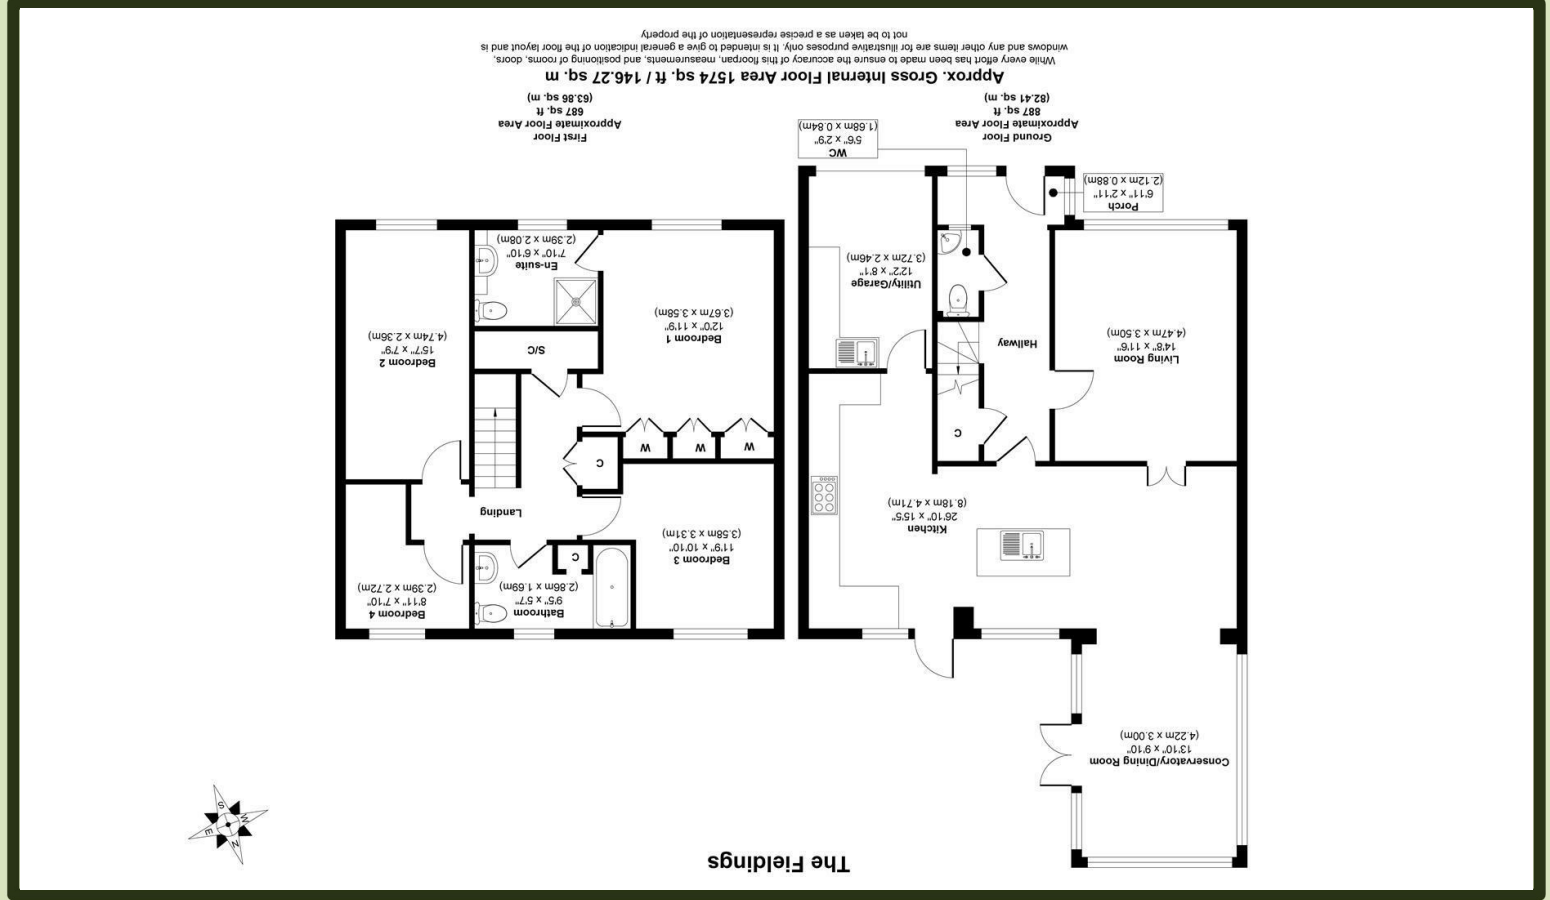 The Fieldings
N
E
S
W
Conservatory/Dining Room
13'10" x 9'10"
(4.22m x 3.00m)
Kitchen
26'10" x 15'5"
(8.18m x 4.71m)
Living Room
14'8" x 11'6"
(4.47m x 3.50m)
Hallway
C
Utility/Garage
12'2" x 8'1"
(3.72m x 2.46m)
Porch
6'11" x 2'11"
(2.12m x 0.88m)
WC
5'6" x 2'9"
(1.68m x 0.84m)
Ground Floor
Approximate Floor Area
887 sq. ft
(82.41 sq. m)
Bedroom 3
11'9" x 10'10"
(3.58m x 3.31m)
Bathroom
9'5" x 5'7"
(2.86m x 1.69m)
C
Bedroom 4
8'11" x 7'10"
(2.39m x 2.72m)
Landing
C
W
W
W
Bedroom 1
12'0" x 11'9"
(3.67m x 3.58m)
S/C
Bedroom 2
15'7" x 7'9"
(4.74m x 2.36m)
En-suite
7'10" x 6'10"
(2.39m x 2.08m)
First Floor
Approximate Floor Area
687 sq. ft
(63.86 sq. m)
Approx. Gross Internal Floor Area 1574 sq. ft / 146.27 sq. m
While every effort has been made to ensure the accuracy of this floorpan, measurements, and positioning of rooms, doors,
windows and any other items are for illustrative purposes only. It is intended to give a general indication of the floor layout and is
not to be taken as a precise representation of the property